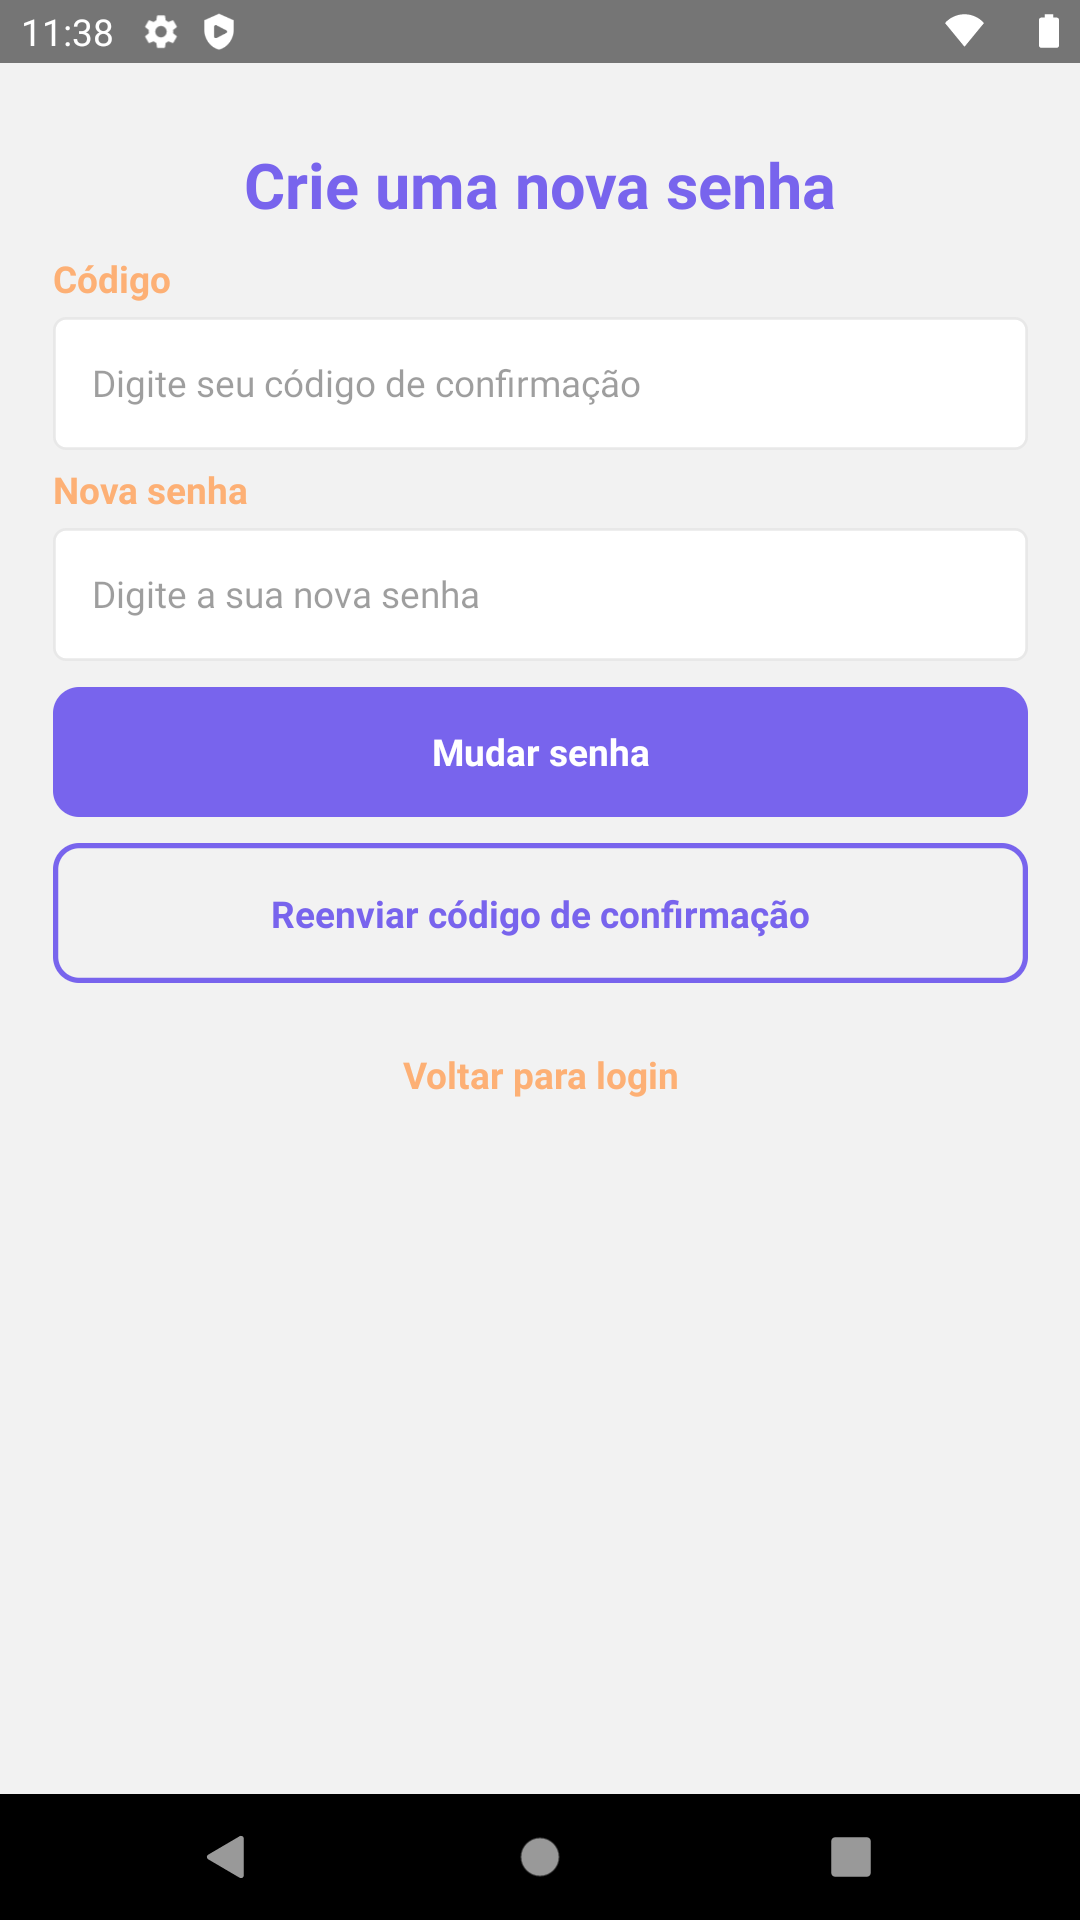 11:38
Crie uma nova senha
Código
Digite seu código de confirmação
Nova senha
Digite a sua nova senha
Mudar senha
Reenviar código de confirmação
Voltar para login